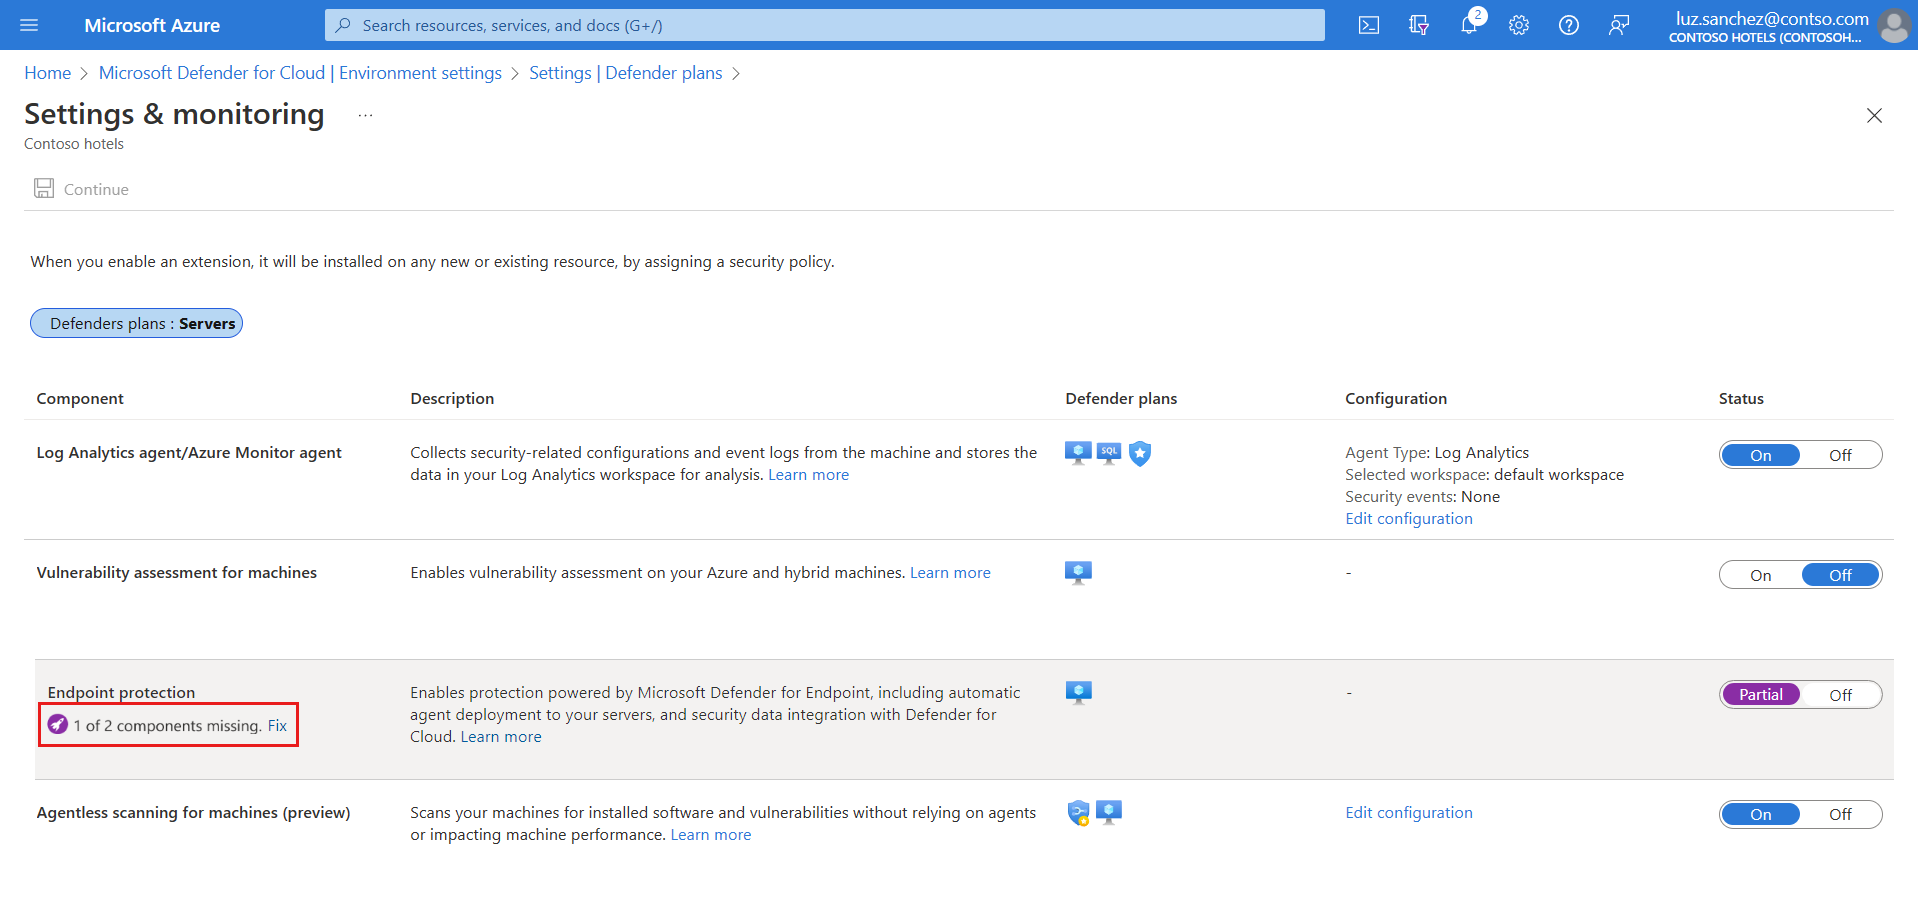 Microsoft Azure
Search resources, services, and docs (G+/)
2
luz.sanchez@contso.com
CONTOSO HOTELS (CONTOSOH...
Home > Microsoft Defender for Cloud | Environment settings > Settings | Defender plans >
Settings & monitoring ...
Contoso hotels
Continue
When you enable an extension, it will be installed on any new or existing resource, by assigning a security policy.
Defenders plans : Servers
Component Description Defender plans Configuration Status
Log Analytics agent/Azure Monitor agent
Collects security-related configurations and event logs from the machine and stores the
data in your Log Analytics workspace for analysis. Learn more
SQL
Agent Type: Log Analytics
Selected workspace: default workspace
Security events: None
Edit configuration
On Off
Vulnerability assessment for machines
Enables vulnerability assessment on your Azure and hybrid machines. Learn more
-
On Off
Endpoint protection
1 of 2 components missing. Fix
Enables protection powered by Microsoft Defender for Endpoint, including automatic
agent deployment to your servers, and security data integration with Defender for
Cloud. Learn more
-
Partial Off
Agentless scanning for machines (preview)
Scans your machines for installed software and vulnerabilities without relying on agents
or impacting machine performance. Learn more
Edit configuration
On Off